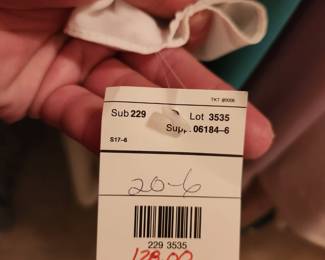 TKT @0006
Sub 229 Lot 3535
Supp. 06184-6
S17-6
20-6
229 3535
128.00